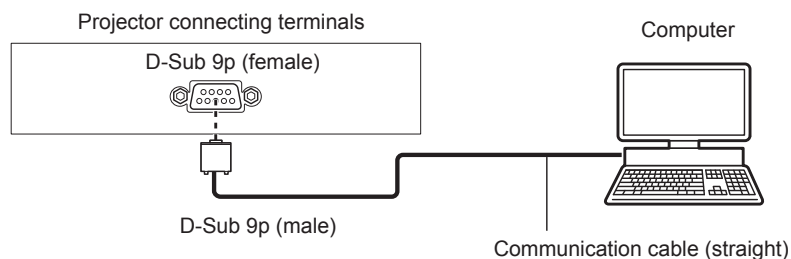 Projector connecting terminals
Computer
D-Sub 9p (female)
D-Sub 9p (male)
Communication cable (straight)